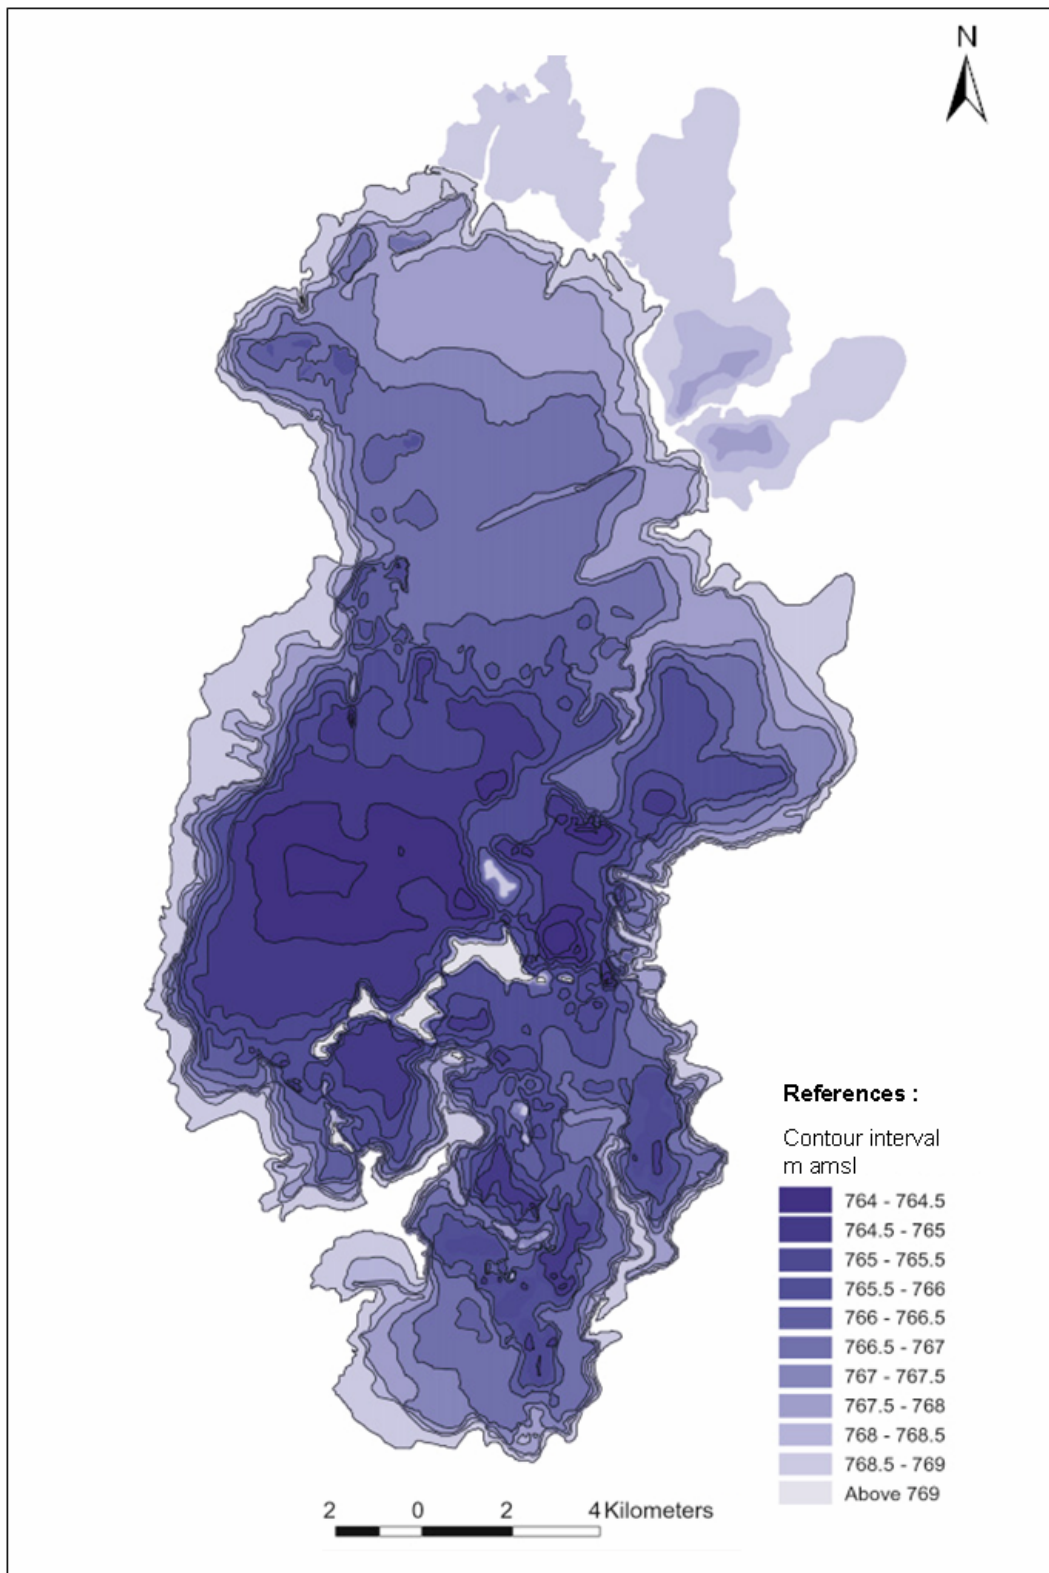 N
References :
Contour interval
m amsl
764 - 764.5
764.5 - 765
765 - 765.5
765.5 - 766
766 - 766.5
766.5 - 767
767 - 767.5
767.5 - 768
768 - 768.5
768.5 - 769
Above 769
2 0 2 4 Kilometers